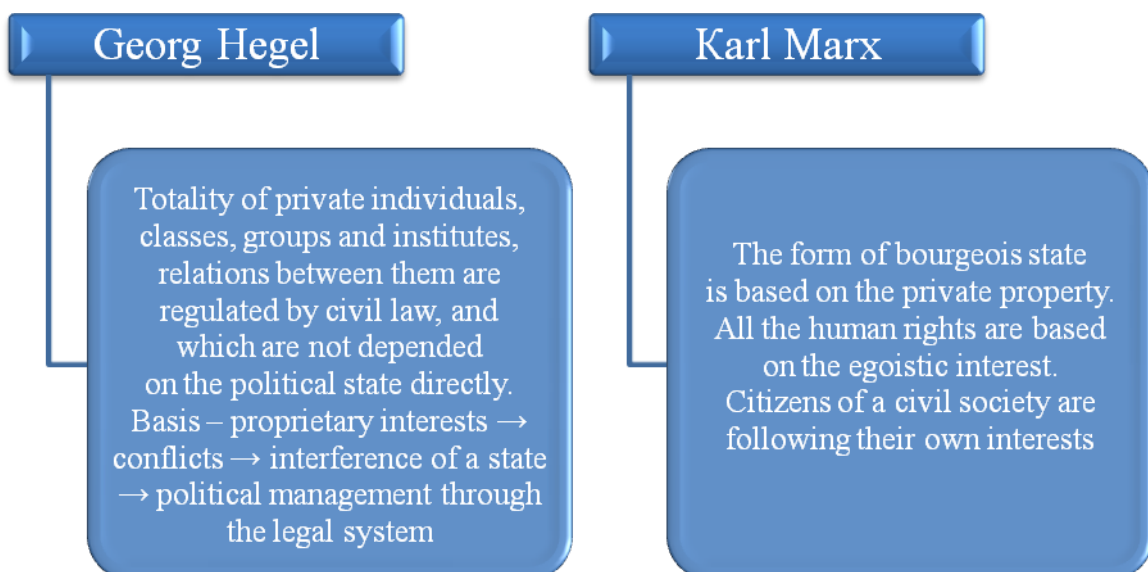 Georg Hegel
Totality of private individuals,
classes, groups and institutes,
relations between them are
regulated by civil law, and
which are not depended
on the political state directly.
Basis – proprietary interests →
conflicts → interference of a state
→ political management through
the legal system
Karl Marx
The form of bourgeois state
is based on the private property.
All the human rights are based
on the egoistic interest.
Citizens of a civil society are
following their own interests